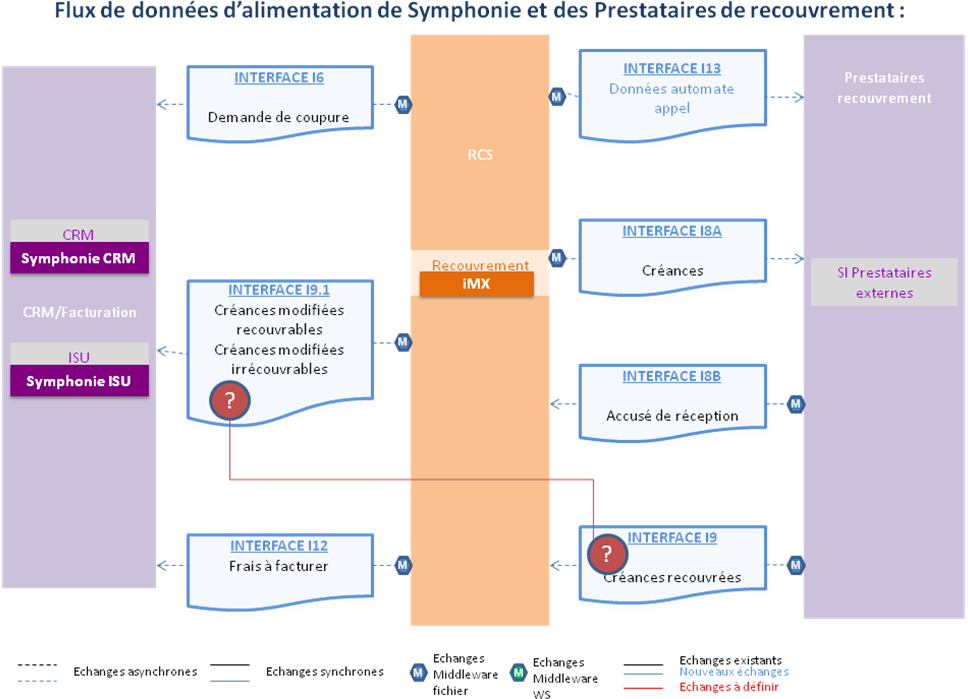 Flux de données d'alimentation de Symphonie et des Prestataires de recouvrement :
INTERFACE I6
Demande de coupure
M
RCS
M
INTERFACE I13
Données automate
appel
Prestataires
recouvrement
CRM
Symphonie CRM
CRM/Facturation
ISU
Symphonie ISU
INTERFACE I9.1
Créances modifiées
recouvrables
Créances modifiées
irrécouvrables
?
M
Recouvrement
iMX
M
INTERFACE I8A
Créances
SI Prestataires
externes
INTERFACE I8B
Accusé de réception
M
INTERFACE I12
Frais à facturer
M
INTERFACE I9
?
Créances recouvrées
M
Echanges asynchrones
Echanges synchrones
M
Echanges
Middleware
fichier
M
Echanges
Middleware
WS
Echanges existants
Nouveaux échanges
Echanges à définir